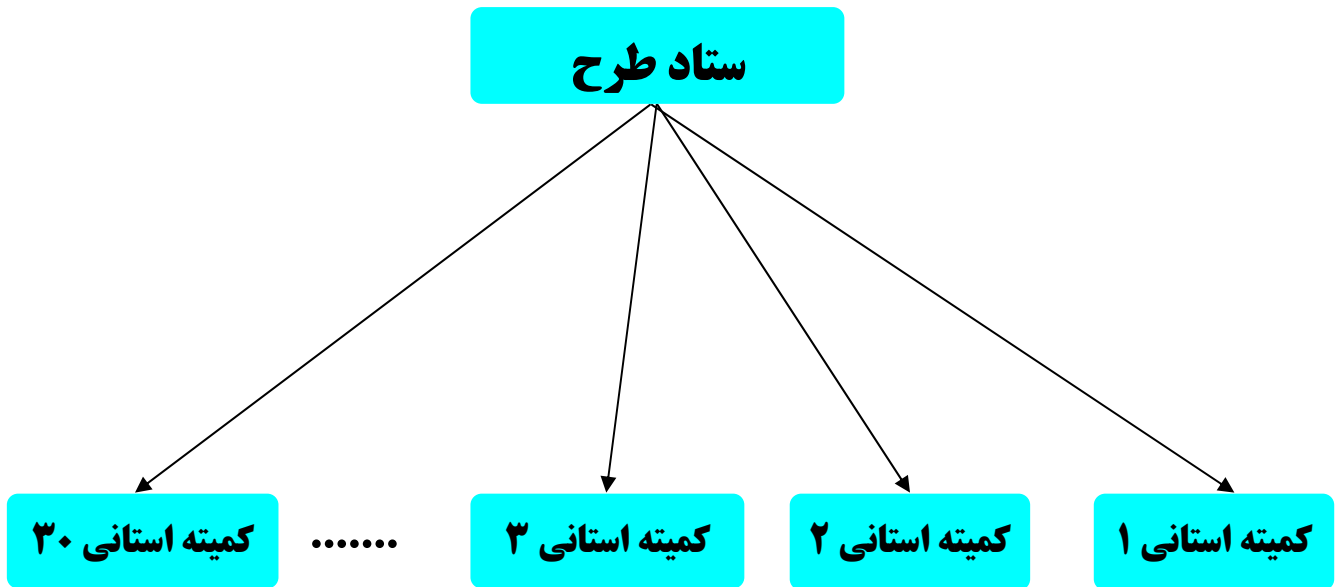 ستاد طرح
کمیته استانی ۱
کمیته استانی ۲
کمیته استانی ۳
.......
کمیته استانی ۳۰